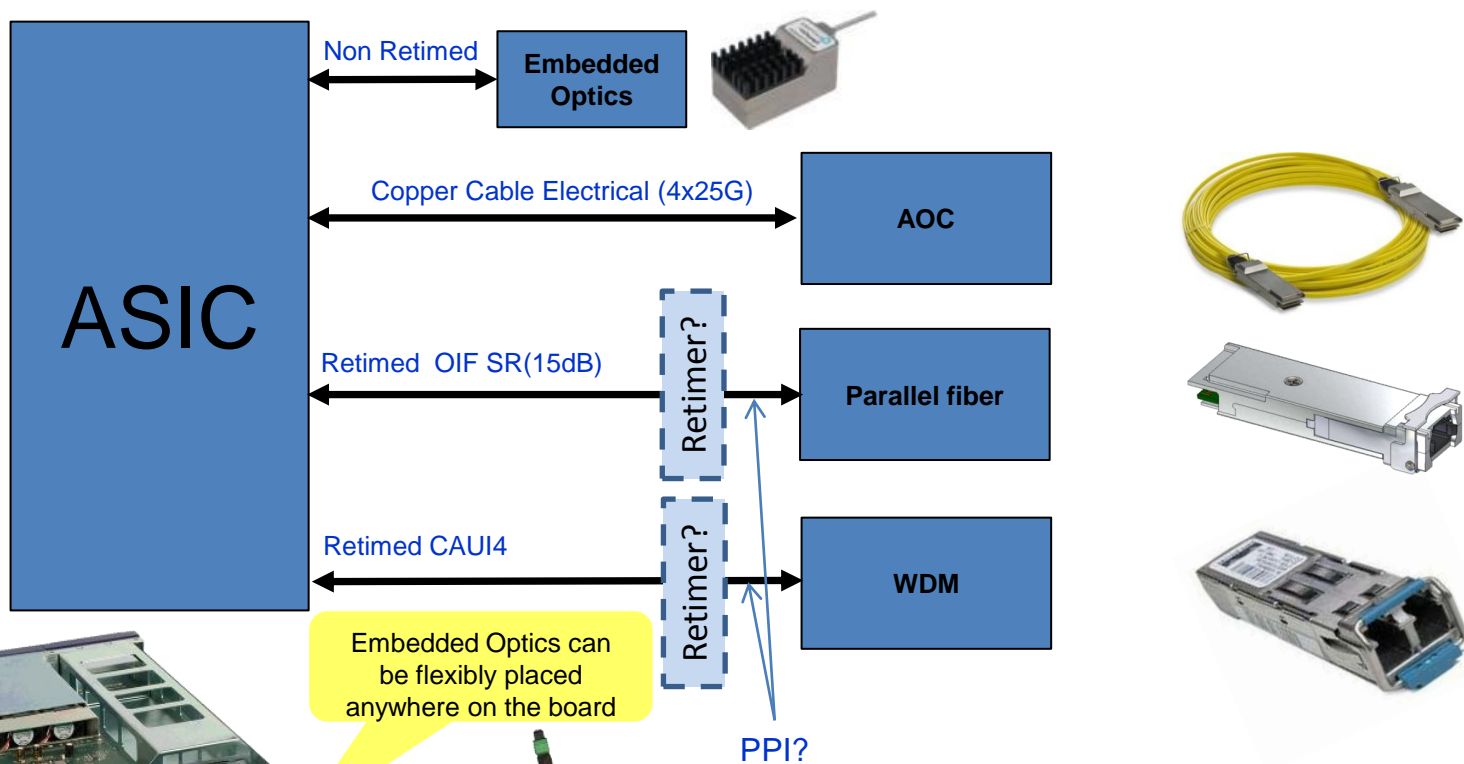 Non Retimed
Embedded
Optics
Copper Cable Electrical (4x25G)
AOC
ASIC
Retimer?
Retimed  OIF SR(15dB)
Parallel fiber
Retimer?
Retimed CAUI4
WDM
Embedded Optics can
be flexibly placed
anywhere on the board
PPI?